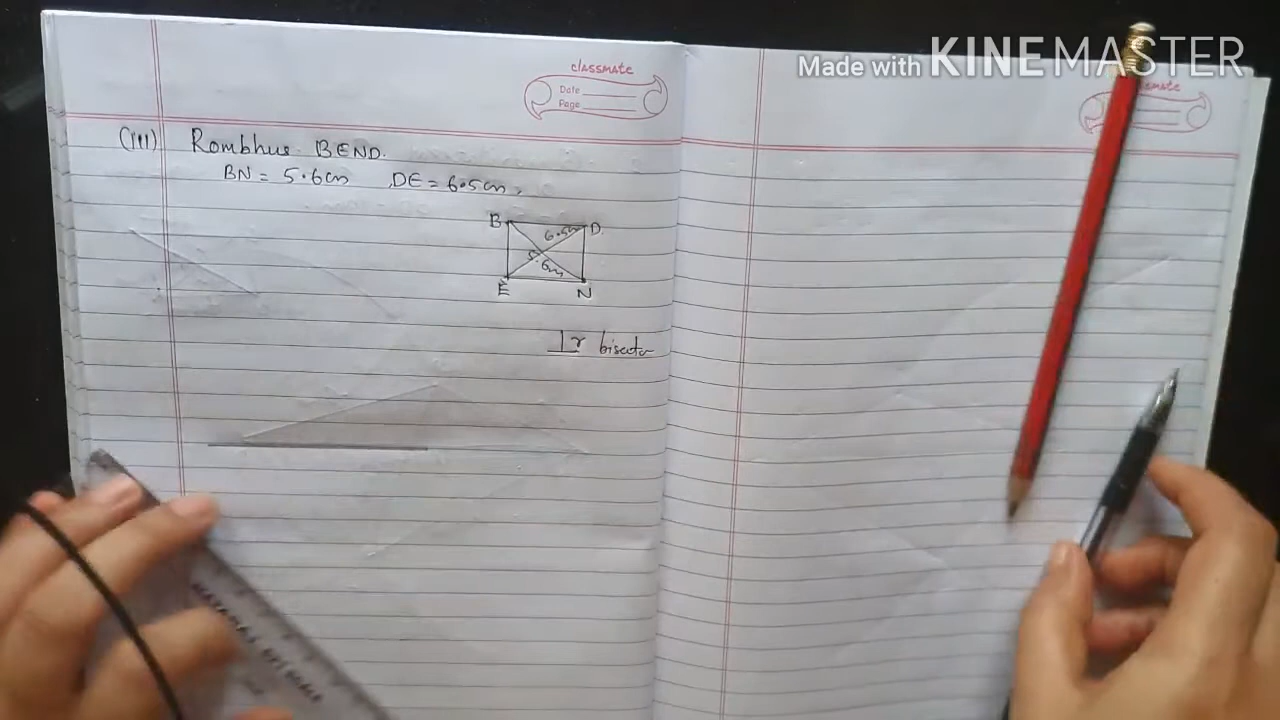 Made with KINEMASTER
classmate
Date
Page
(III) Rombhus BEND.
BN = 5.6cm DE = 6.5cm,
B D.
6.5cm
5.6cm
E N
⊥r bisector